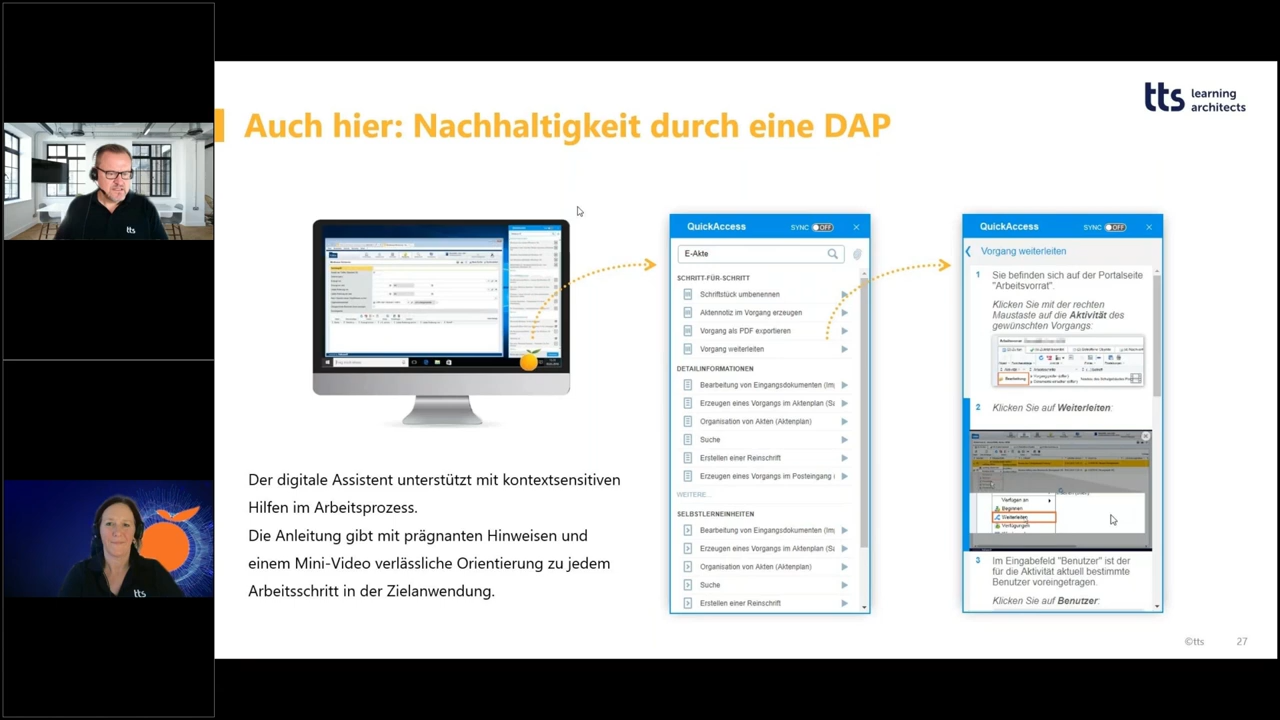 tts learning
architects
Auch hier: Nachhaltigkeit durch eine DAP
Der digitale Assistent unterstützt mit kontextsensitiven
Hilfen im Arbeitsprozess.
Die Anleitung gibt mit prägnanten Hinweisen und
einem Mini-Video verlässliche Orientierung zu jedem
Arbeitsschritt in der Zielanwendung.
QuickAccess SYNC OFF
E-Akte
SCHRITT-FÜR-SCHRITT
Schriftstück umbenennen
Aktennotiz im Vorgang erzeugen
Vorgang als PDF exportieren
Vorgang weiterleiten
DETAILINFORMATIONEN
Bearbeitung von Eingangsdokumenten (Im
Erzeugen eines Vorgangs im Aktenplan (Sa
Organisation von Akten (Aktenplan)
Suche
Erstellen einer Reinschrift
Erzeugen eines Vorgangs im Posteingang (
WEITERE...
SELBSTLERNEINHEITEN
Bearbeitung von Eingangsdokumenten (Im
Erzeugen eines Vorgangs im Aktenplan (Sa
Organisation von Akten (Aktenplan)
Suche
Erstellen einer Reinschrift
QuickAccess SYNC OFF
Vorgang weiterleiten
1 Sie befinden sich auf der Portalseite
"Arbeitsvorrat".
Klicken Sie mit der rechten
Maustaste auf die Aktivität des
gewünschten Vorgangs:
2 Klicken Sie auf Weiterleiten:
Verfügen an
Beginnen
Weiterleiten
Verfügungen
3 Im Eingabefeld "Benutzer" ist der
für die Aktivität aktuell bestimmte
Benutzer voreingetragen.
Klicken Sie auf Benutzer:
©tts 27
tts
tts